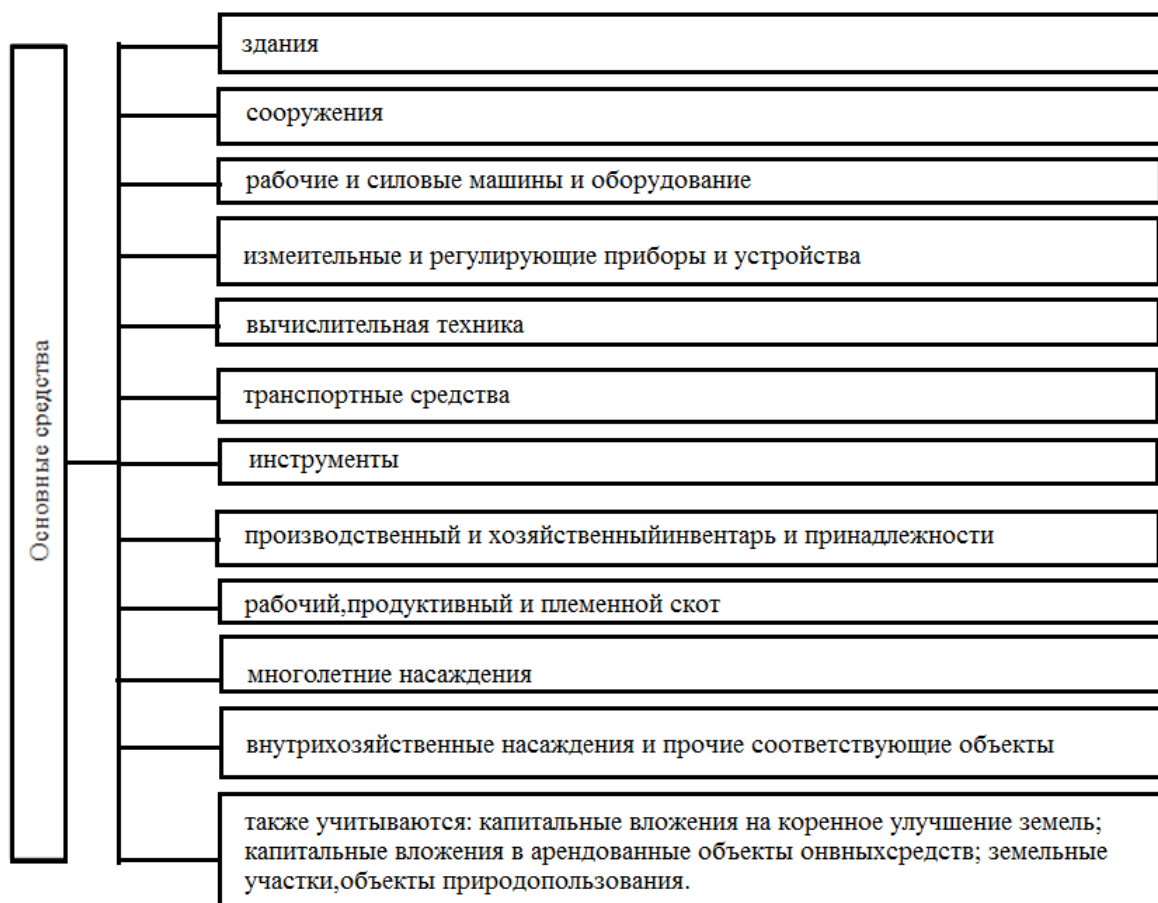 Основные средства
здания
сооружения
рабочие и силовые машины и оборудование
измеительные и регулирующие приборы и устройства
вычислительная техника
транспортные средства
инструменты
производственный и хозяйственныйинвентарь и принадлежности
рабочий,продуктивный и племенной скот
многолетние насаждения
внутрихозяйственные насаждения и прочие соответствующие объекты
также учитываются: капитальные вложения на коренное улучшение земель;
капитальные вложения в арендованные объекты онвныхсредств; земельные
участки,объекты природопользования.